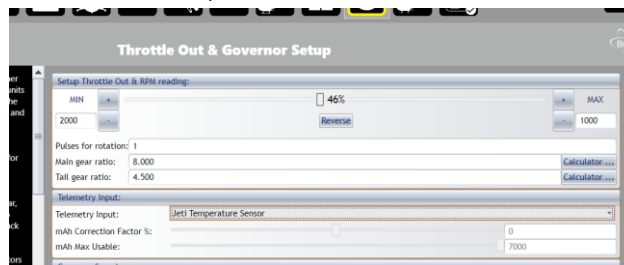 Throttle Out & Governor Setup
Setup Throttle Out & RPM reading:
MIN + 46% + MAX
2000 - Reverse - 1000
Pulses for rotation: 1
Main gear ratio: 8.000 Calculator ...
Tail gear ratio: 4.500 Calculator ...
Telemetry Input:
Telemetry Input: Jeti Temperature Sensor
mAh Correction Factor %: 0
mAh Max Usable: 7000